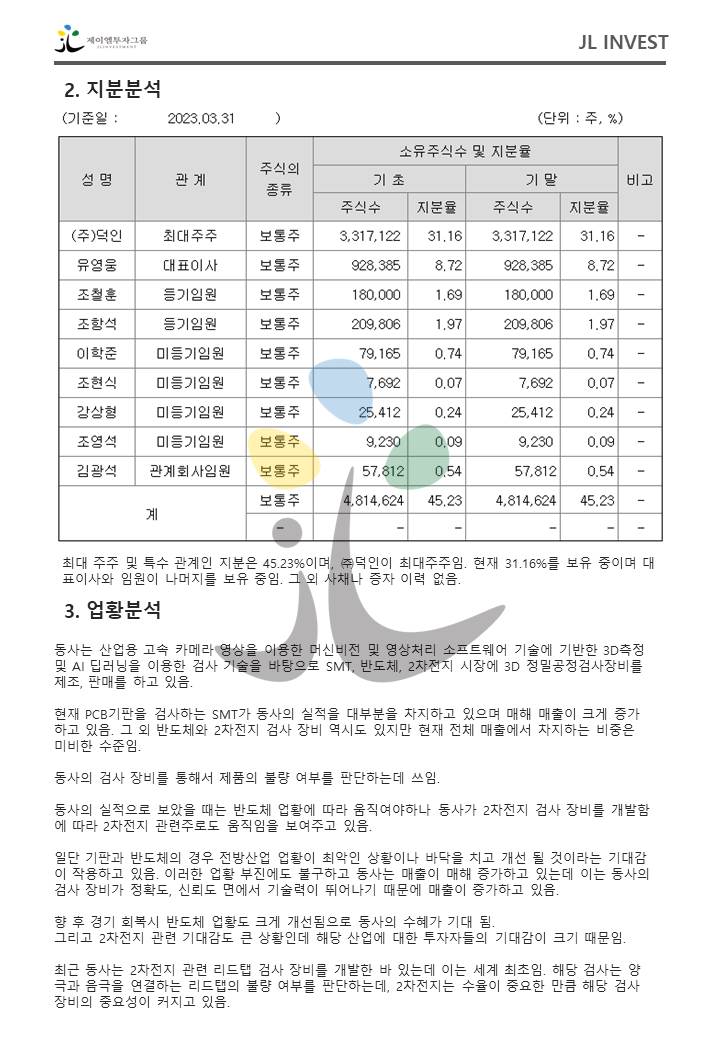 제이엘투자그룹
JLINVESTMENT
JL INVEST
2. 지분분석
(기준일 : 2023.03.31 ) (단위 : 주, %)
성 명 관 계 주식의 종류 소유주식수 및 지분율 비고
기 초 기 말
주식수 지분율 주식수 지분율
(주)덕인 최대주주 보통주 3,317,122 31.16 3,317,122 31.16 -
유영웅 대표이사 보통주 928,385 8.72 928,385 8.72 -
조철훈 등기임원 보통주 180,000 1.69 180,000 1.69 -
조항석 등기임원 보통주 209,806 1.97 209,806 1.97 -
이학준 미등기임원 보통주 79,165 0.74 79,165 0.74 -
조현식 미등기임원 보통주 7,692 0.07 7,692 0.07 -
강상형 미등기임원 보통주 25,412 0.24 25,412 0.24 -
조영석 미등기임원 보통주 9,230 0.09 9,230 0.09 -
김광석 관계회사임원 보통주 57,812 0.54 57,812 0.54 -
계 보통주 4,814,624 45.23 4,814,624 45.23 -
- - - - - -
최대 주주 및 특수 관계인 지분은 45.23%이며, ㈜덕인이 최대주주임. 현재 31.16%를 보유 중이며 대
표이사와 임원이 나머지를 보유 중임. 그 외 사채나 증자 이력 없음.
3. 업황분석
동사는 산업용 고속 카메라 영상을 이용한 머신비전 및 영상처리 소프트웨어 기술에 기반한 3D측정
및 AI 딥러닝을 이용한 검사 기술을 바탕으로 SMT, 반도체, 2차전지 시장에 3D 정밀공정검사장비를
제조, 판매를 하고 있음.
현재 PCB기판을 검사하는 SMT가 동사의 실적을 대부분을 차지하고 있으며 매해 매출이 크게 증가
하고 있음. 그 외 반도체와 2차전지 검사 장비 역시도 있지만 현재 전체 매출에서 차지하는 비중은
미비한 수준임.
동사의 검사 장비를 통해서 제품의 불량 여부를 판단하는데 쓰임.
동사의 실적으로 보았을 때는 반도체 업황에 따라 움직여야하나 동사가 2차전지 검사 장비를 개발함
에 따라 2차전지 관련주로도 움직임을 보여주고 있음.
일단 기판과 반도체의 경우 전방산업 업황이 최악인 상황이나 바닥을 치고 개선 될 것이라는 기대감
이 작용하고 있음. 이러한 업황 부진에도 불구하고 동사는 매출이 매해 증가하고 있는데 이는 동사의
검사 장비가 정확도, 신뢰도 면에서 기술력이 뛰어나기 때문에 매출이 증가하고 있음.
향 후 경기 회복시 반도체 업황도 크게 개선됨으로 동사의 수혜가 기대 됨.
그리고 2차전지 관련 기대감도 큰 상황인데 해당 산업에 대한 투자자들의 기대감이 크기 때문임.
최근 동사는 2차전지 관련 리드탭 검사 장비를 개발한 바 있는데 이는 세계 최초임. 해당 검사는 양
극과 음극을 연결하는 리드탭의 불량 여부를 판단하는데, 2차전지는 수율이 중요한 만큼 해당 검사
장비의 중요성이 커지고 있음.